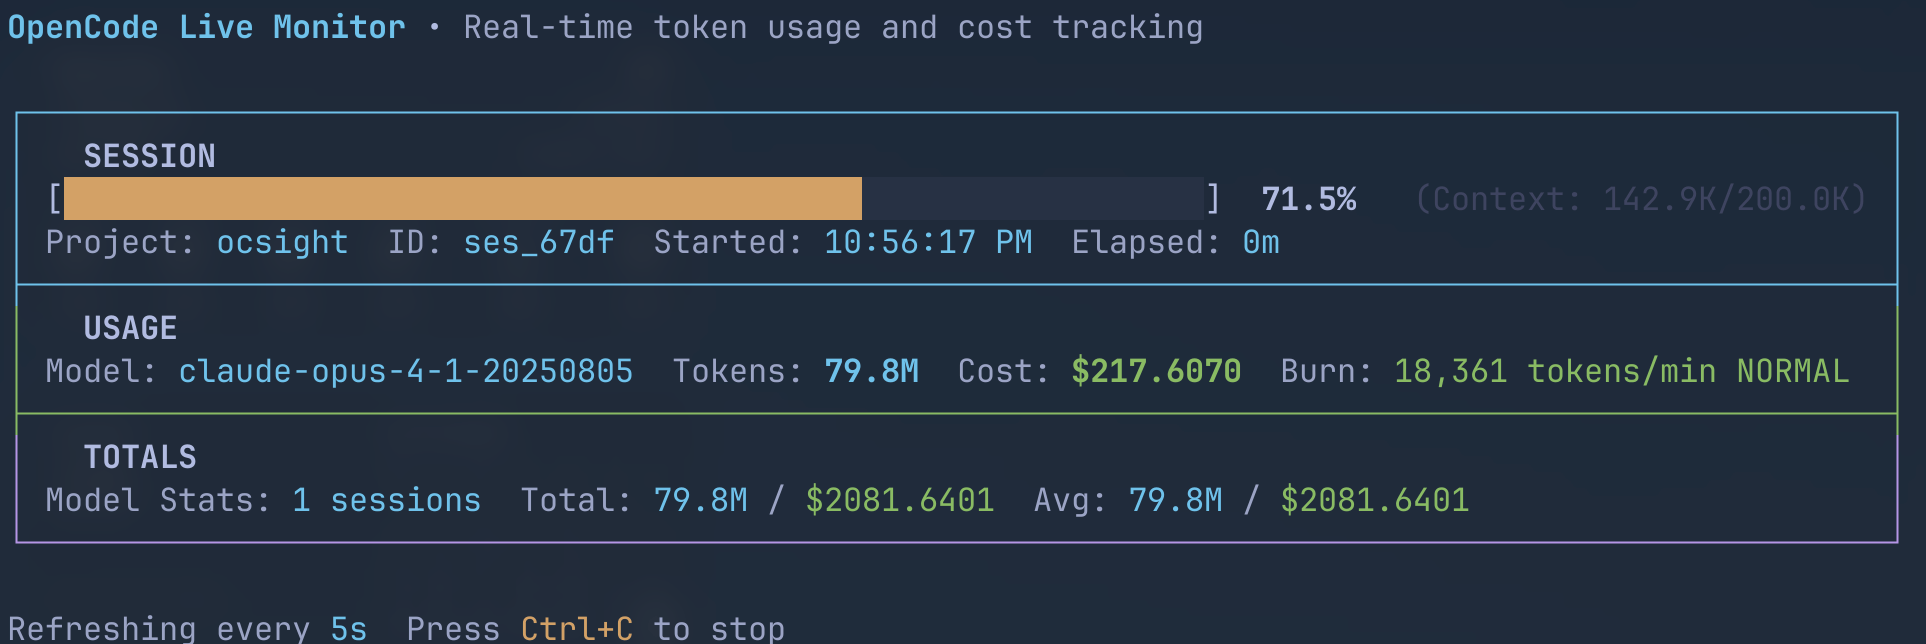 OpenCode Live Monitor • Real-time token usage and cost tracking
SESSION
[ ] 71.5% (Context: 142.9K/200.0K)
Project: ocsight ID: ses_67df Started: 10:56:17 PM Elapsed: 0m
USAGE
Model: claude-opus-4-1-20250805 Tokens: 79.8M Cost: $217.6070 Burn: 18,361 tokens/min NORMAL
TOTALS
Model Stats: 1 sessions Total: 79.8M / $2081.6401 Avg: 79.8M / $2081.6401
Refreshing every 5s Press Ctrl+C to stop